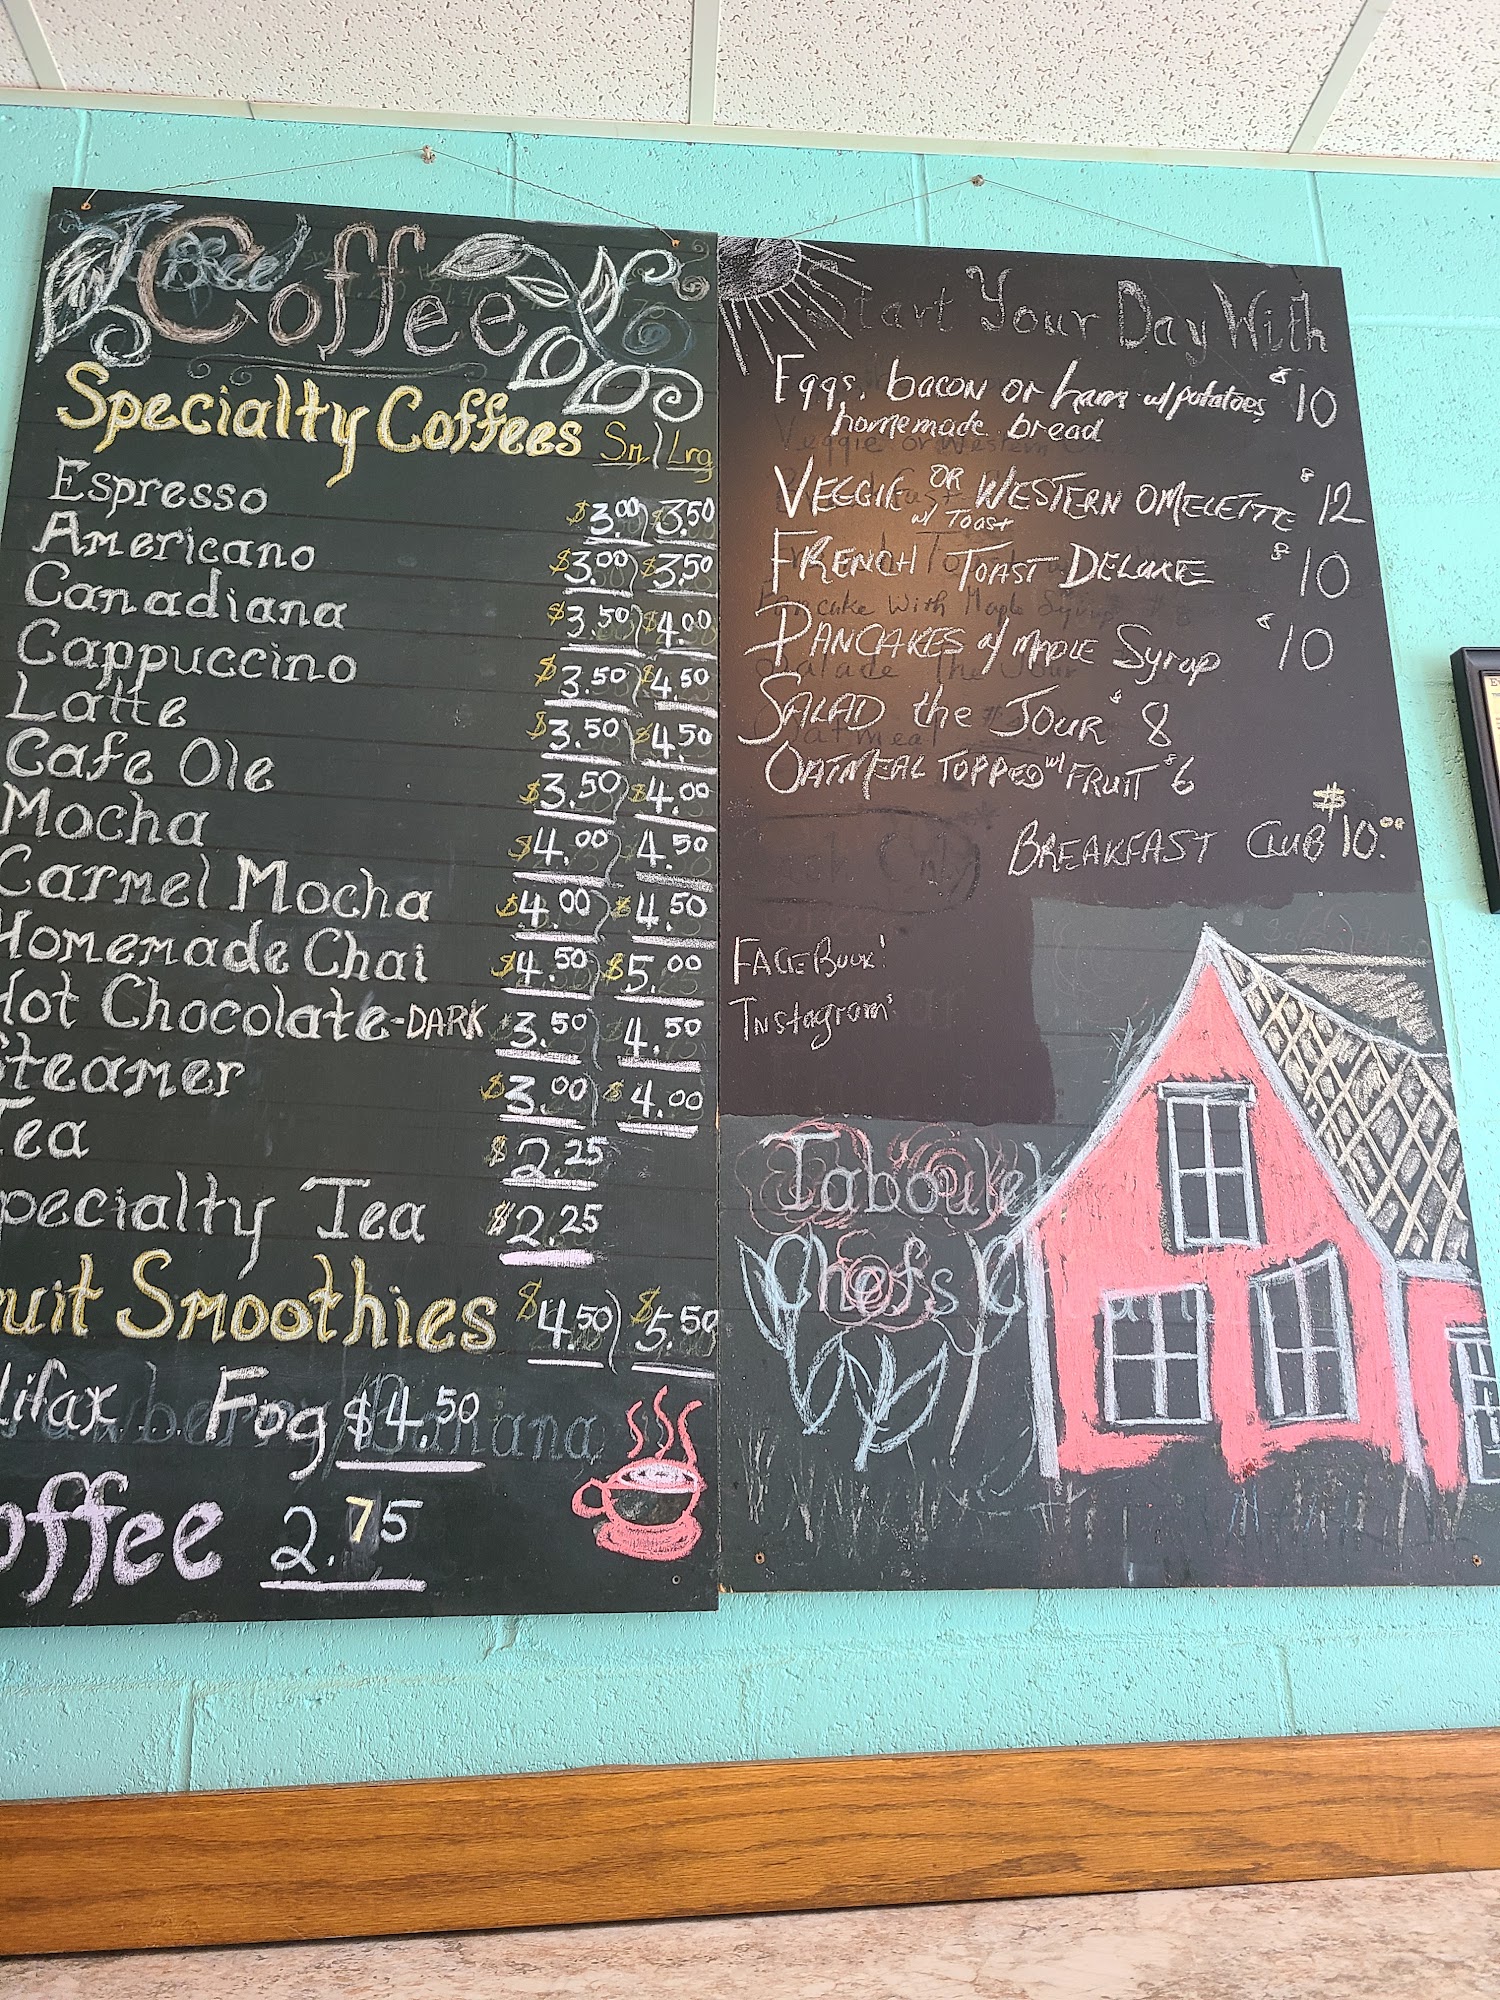 Coffee
Specialty Coffees Sm/Lrg
Espresso $3.00 $3.50
Americano $3.00 $3.50
Canadiana $3.50 $4.00
Cappuccino $3.50 $4.50
Latte $3.50 $4.50
Cafe Ole $3.50 $4.00
Mocha $4.00 4.50
Carmel Mocha $4.00 $4.50
Homemade Chai $4.50 $5.00
Hot Chocolate-DARK 3.50 4.50
Steamer $3.00 $4.00
Tea $2.25
pecialty Tea $2.25
ruit Smoothies $4.50 $5.50
lifax Fog $4.50
offee 2.75
Start Your Day With
Eggs, bacon or ham w/potatoes $10
homemade bread
VEGGIE OR WESTERN OMELETTE $12
w/ TOAST
FRENCH TOAST DELUXE $10
PANCAKES w/ MAPLE Syrup $10
SALAD the JOUR $8
OATMEAL TOPPED w/ FRUIT $6
BREAKFAST CLUB $10.00
FACEBOOK:
Instagram:
Taboule
Chefs